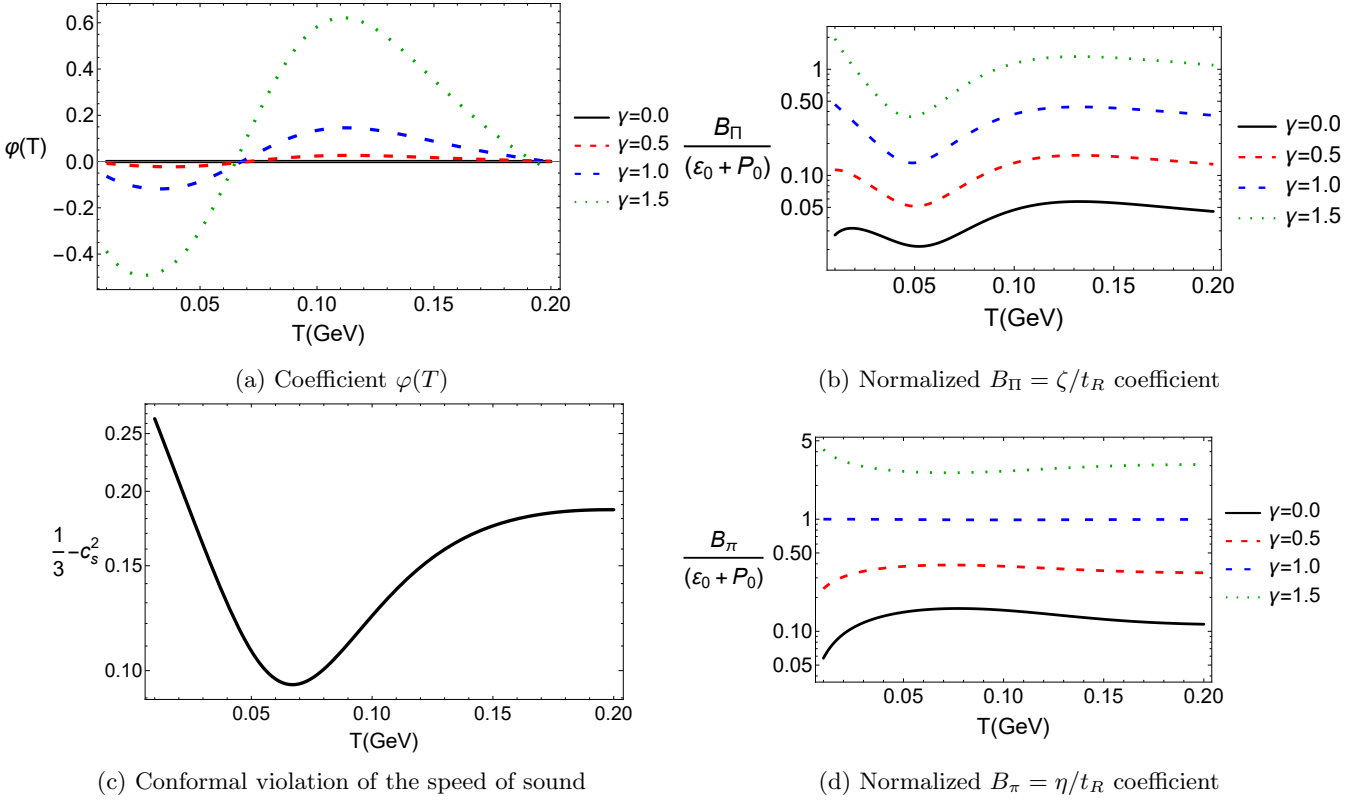 0.6
0.4
0.2
0.0
−0.2
−0.4
φ(T)
0.05
0.10
0.15
0.20
T(GeV)
γ=0.0
γ=0.5
γ=1.0
γ=1.5
(a) Coefficient φ(T)
1
0.50
0.10
0.05
B_Π
(ε₀ + P₀)
0.05
0.10
0.15
0.20
T(GeV)
γ=0.0
γ=0.5
γ=1.0
γ=1.5
(b) Normalized B_Π = ζ/t_R coefficient
0.25
0.20
0.15
0.10
1/3 −c_s²
0.05
0.10
0.15
0.20
T(GeV)
(c) Conformal violation of the speed of sound
5
1
0.50
0.10
0.05
B_π
(ε₀ + P₀)
0.05
0.10
0.15
0.20
T(GeV)
γ=0.0
γ=0.5
γ=1.0
γ=1.5
(d) Normalized B_π = η/t_R coefficient